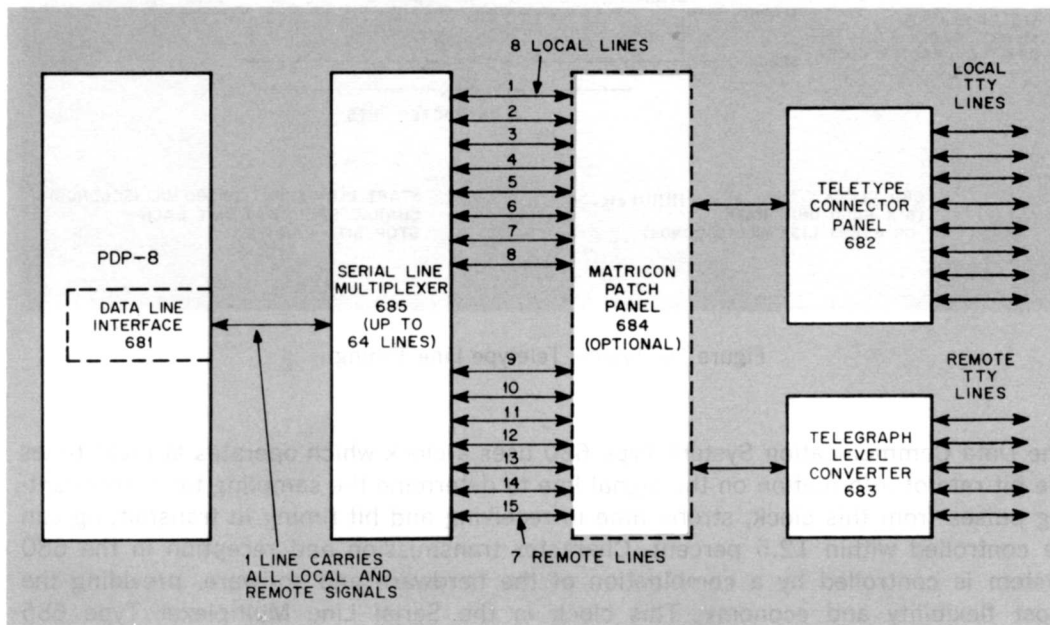 8 LOCAL LINES
PDP-8
DATA LINE
INTERFACE
681
SERIAL LINE
MULTIPLEXER
685
(UP TO
64 LINES)
1
2
3
4
5
6
7
8
9
10
11
12
13
14
15
MATRICON
PATCH
PANEL
684
(OPTIONAL)
LOCAL
TTY
LINES
TELETYPE
CONNECTOR
PANEL
682
REMOTE
TTY
LINES
TELEGRAPH
LEVEL
CONVERTER
683
1 LINE CARRIES
ALL LOCAL AND
REMOTE SIGNALS
7 REMOTE LINES